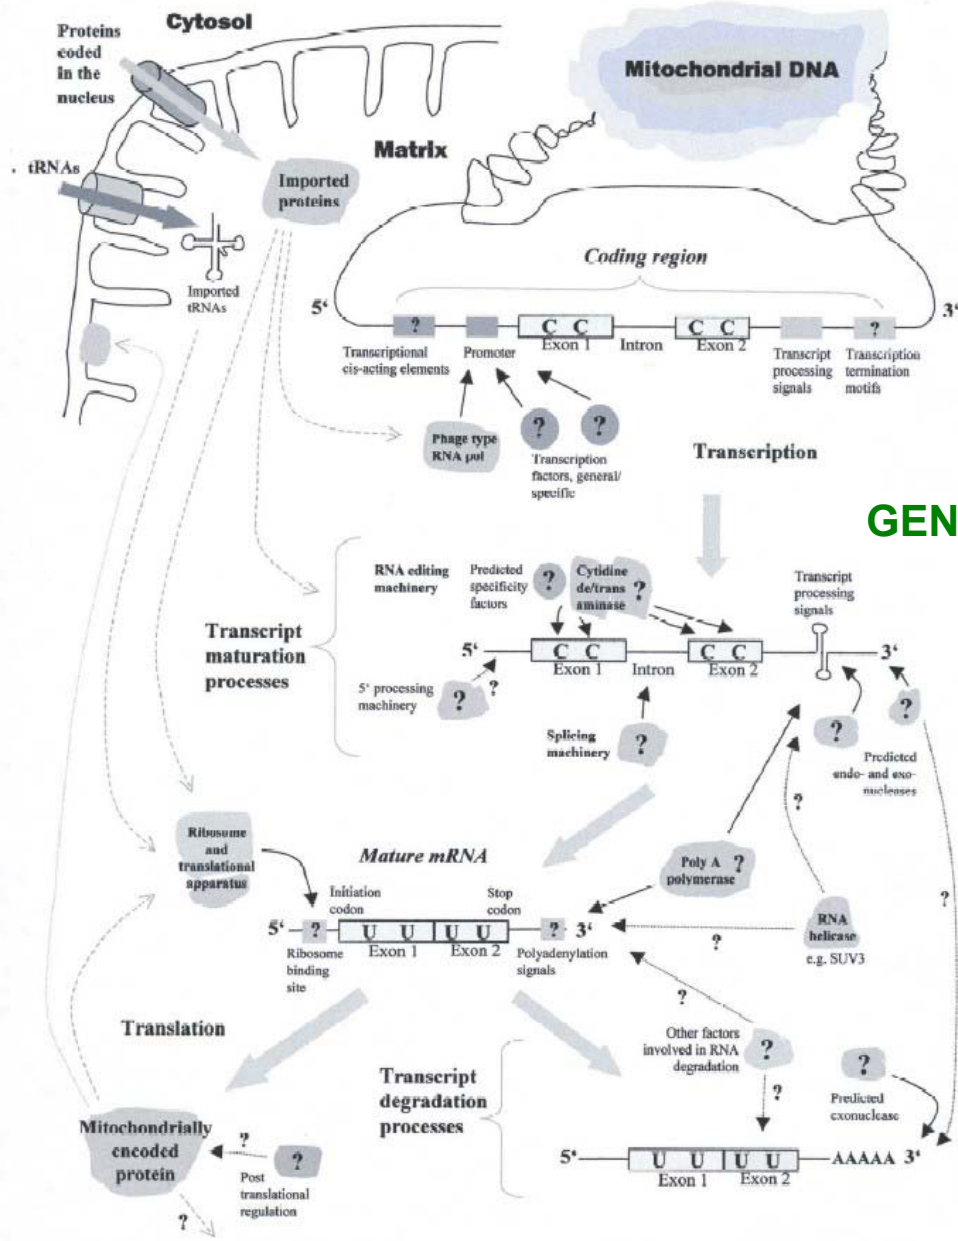 Cytosol
Proteins
coded
in the
nucleus
Mitochondrial DNA
Matrix
tRNAs
Imported
proteins
Imported
tRNAs
Coding region
5‘
3‘
?
C C
C C
?
Transcriptional
cis-acting elements
Promoter
Exon 1
Intron
Exon 2
Transcript
processing
signals
Transcription
termination
motifs
Phage type
RNA pol
?
?
Transcription
factors, general/
specific
Transcription
GEN
RNA editing
machinery
Predicted
specificity
factors
?
Cytidine
de/trans
aminase
?
Transcript
processing
signals
Transcript
maturation
processes
5‘
C C
C C
3‘
Exon 1
Intron
Exon 2
5' processing
machinery
?
?
Splicing
machinery
?
?
?
Predicted
endo- and exo-
nucleases
?
Ribosome
and
translational
apparatus
Mature mRNA
Poly A
polymerase
?
?
Initiation
codon
Stop
codon
5‘
?
U U
U U
?
3‘
Exon 1
Exon 2
Ribosome
binding
site
Polyadenylation
signals
?
RNA
helicase
e.g. SUV3
?
Translation
Other factors
involved in RNA
degradation
?
?
?
Predicted
exonuclease
Transcript
degradation
processes
Mitochondrially
encoded
protein
?
?
Post
translational
regulation
?
5‘
U U
U U
AAAAA 3‘
Exon 1
Exon 2